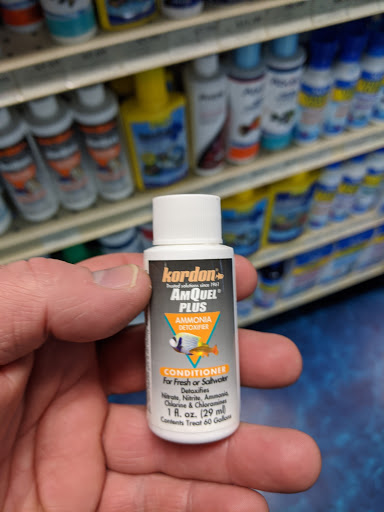 kordon
Trusted solutions since 1961
AMQUEL®
PLUS
AMMONIA
DETOXIFIER
CONDITIONER
For Fresh or Saltwater
Detoxifies
Nitrate, Nitrite, Ammonia,
Chlorine & Chloramines
1 fl. oz. (29 ml)
Contents Treat 60 Gallons